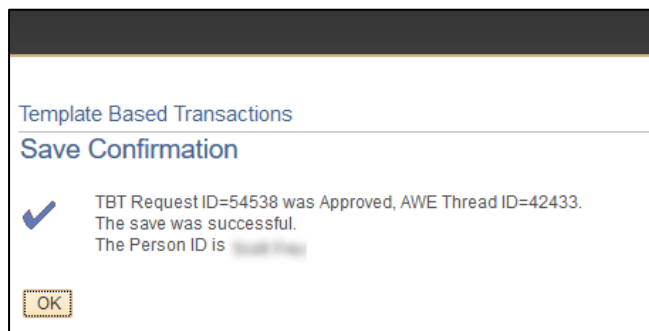 Template Based Transactions
Save Confirmation
TBT Request ID=54538 was Approved, AWE Thread ID=42433.
The save was successful.
The Person ID is
OK